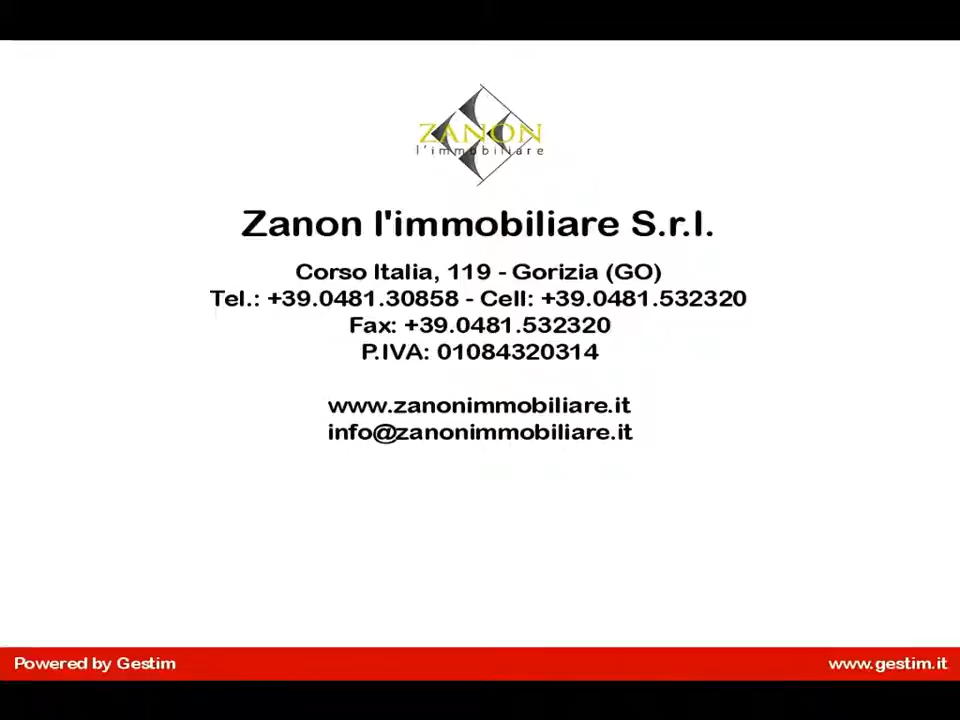 ZANON
l'immobiliare
Zanon l'immobiliare S.r.l.
Corso Italia, 119 - Gorizia (GO)
Tel.: +39.0481.30858 - Cell: +39.0481.532320
Fax: +39.0481.532320
P.IVA: 01084320314
www.zanonimmobiliare.it
info@zanonimmobiliare.it
Powered by Gestim
www.gestim.it